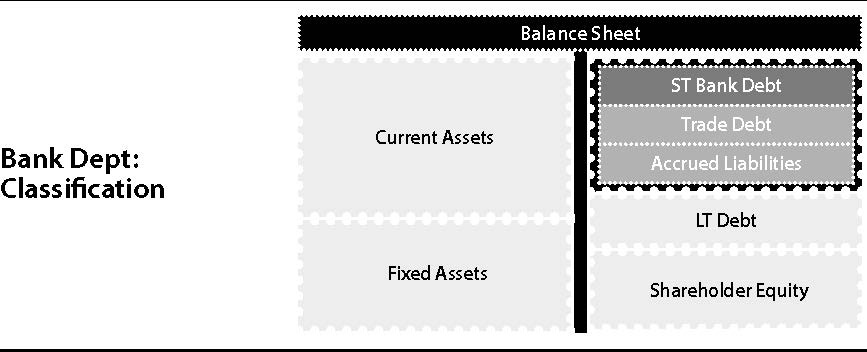 Balance Sheet
Bank Dept:
Classification
Current Assets
Fixed Assets
ST Bank Debt
Trade Debt
Accrued Liabilities
LT Debt
Shareholder Equity